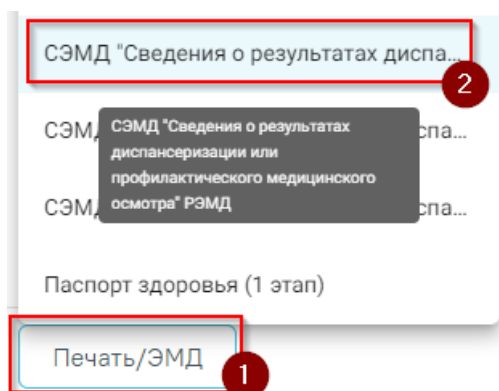 СЭМД "Сведения о результатах диспа...
2
СЭМД "Сведения о результатах
диспансеризации или
профилактического медицинского
осмотра" РЭМД
СЭМ
спа...
СЭМ
спа...
Паспорт здоровья (1 этап)
Печать/ЭМД
1